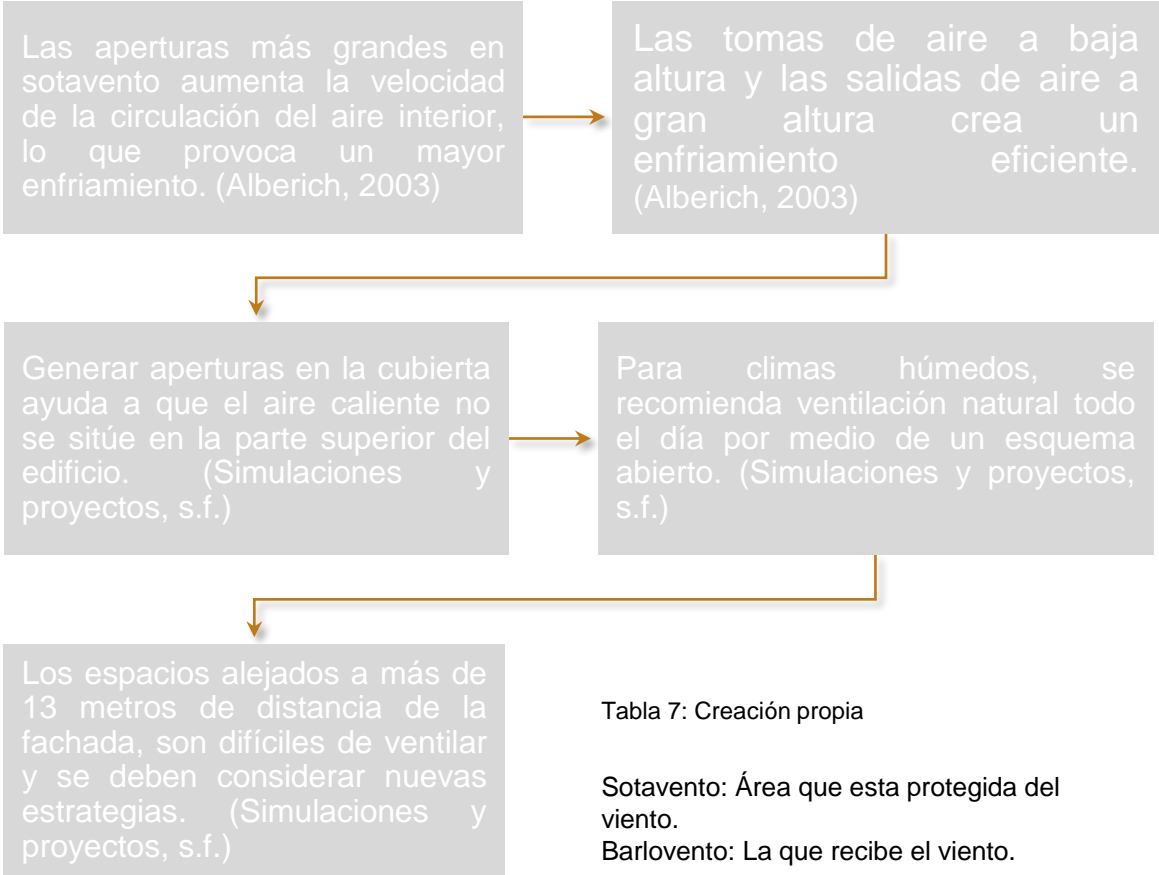 Las aperturas más grandes en
sotavento aumenta la velocidad
de la circulación del aire interior,
lo que provoca un mayor
enfriamiento. (Alberich, 2003)
Las tomas de aire a baja
altura y las salidas de aire a
gran altura crea un
enfriamiento eficiente.
(Alberich, 2003)
Generar aperturas en la cubierta
ayuda a que el aire caliente no
se sitúe en la parte superior del
edificio. (Simulaciones y
proyectos, s.f.)
Para climas húmedos, se
recomienda ventilación natural todo
el día por medio de un esquema
abierto. (Simulaciones y proyectos,
s.f.)
Los espacios alejados a más de
13 metros de distancia de la
fachada, son difíciles de ventilar
y se deben considerar nuevas
estrategias. (Simulaciones y
proyectos, s.f.)
Tabla 7: Creación propia
Sotavento: Área que esta protegida del
viento.
Barlovento: La que recibe el viento.